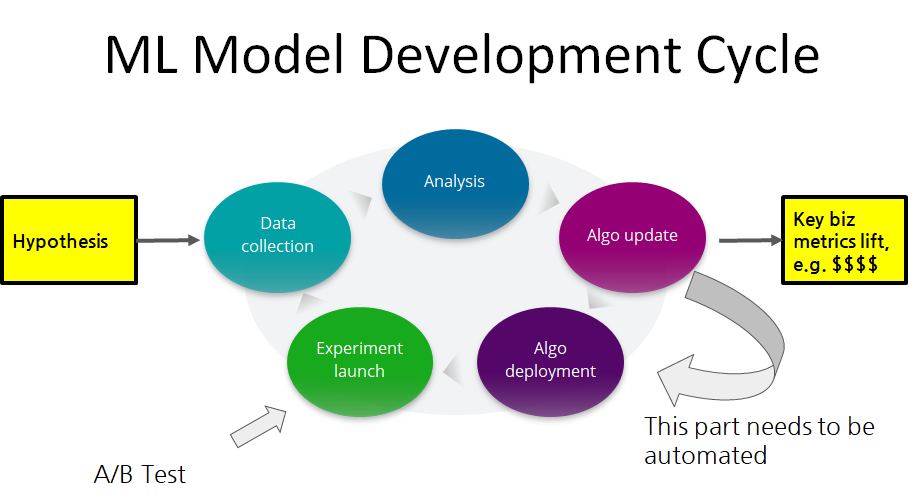 ML Model Development Cycle
Analysis
Data
collection
Algo update
Hypothesis
Key biz
metrics lift,
e.g. $$$$
Experiment
launch
Algo
deployment
This part needs to be
automated
A/B Test